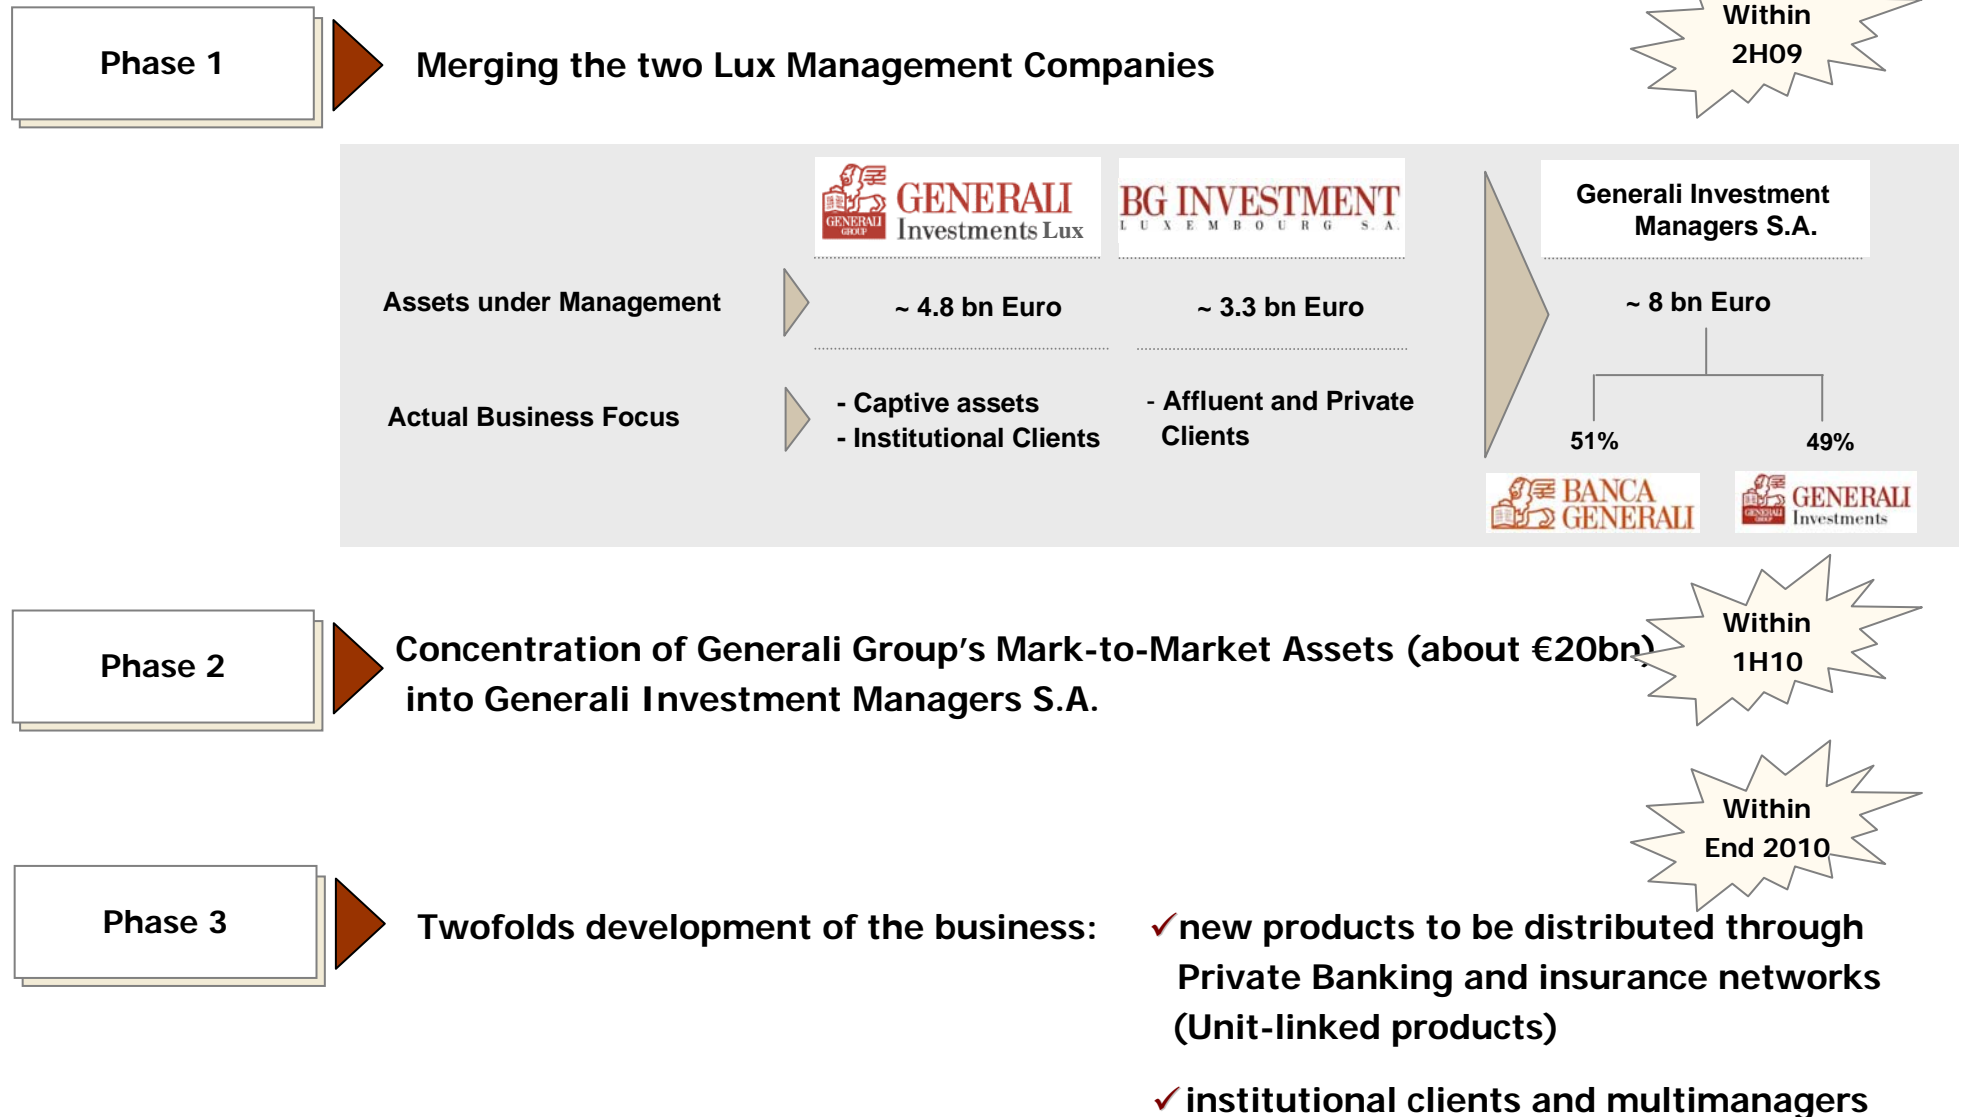 Within
2H09
Phase 1
Merging the two Lux Management Companies
GENERALI
GROUP
GENERALI
Investments Lux
BG INVESTMENT
LUXEMBOURG S.A.
Generali Investment
Managers S.A.
Assets under Management
~ 4.8 bn Euro
~ 3.3 bn Euro
~ 8 bn Euro
Actual Business Focus
- Captive assets
- Institutional Clients
- Affluent and Private
Clients
51%
49%
BANCA
GENERALI
GENERALI
GROUP
GENERALI
Investments
Phase 2
Concentration of Generali Group’s Mark-to-Market Assets (about €20bn)
into Generali Investment Managers S.A.
Within
1H10
Within
End 2010
Phase 3
Twofolds development of the business:
✓new products to be distributed through
Private Banking and insurance networks
(Unit-linked products)
✓institutional clients and multimanagers